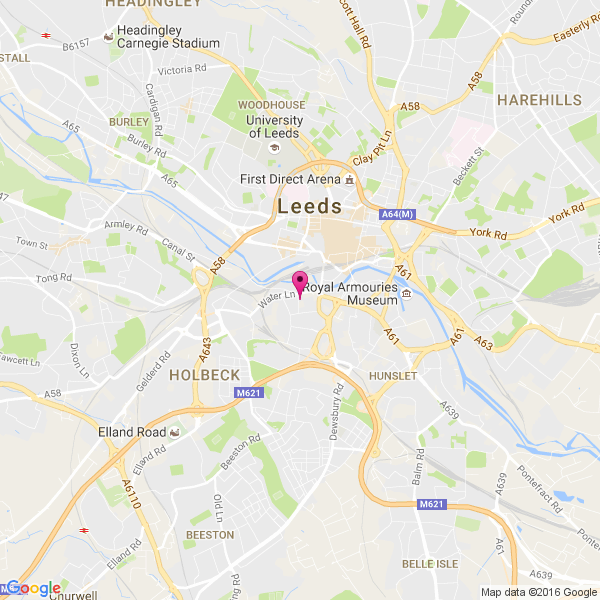 HEADINGLEY
Headingley
Carnegie Stadium
B6157
STALL
Victoria Rd
Scott Hall Rd
Easterly Rd
A58
HAREHILLS
Cardigan Rd
WOODHOUSE
A58
BURLEY
A65
University
of Leeds
Burley Rd
Clay Pit Ln
Beckett St
A65
First Direct Arena
Leeds
A64(M)
York Rd
York Rd
Armley Rd
Town St
Canal St
A58
A61
Tong Rd
Royal Armouries
Museum
Water Ln
A61
A61
A63
A643
Dixon Ln
Fawcett Ln
Gelderd Rd
HOLBECK
HUNSLET
A58
M621
Dewsbury Rd
A639
Elland Road
Elland Rd
Beeston Rd
Balm Rd
A6110
Pontefract Rd
A639
Old Ln
M621
BEESTON
Elland Rd
A61
BELLE ISLE
A639
M621
Churwell
Google
Map data ©2016 Google